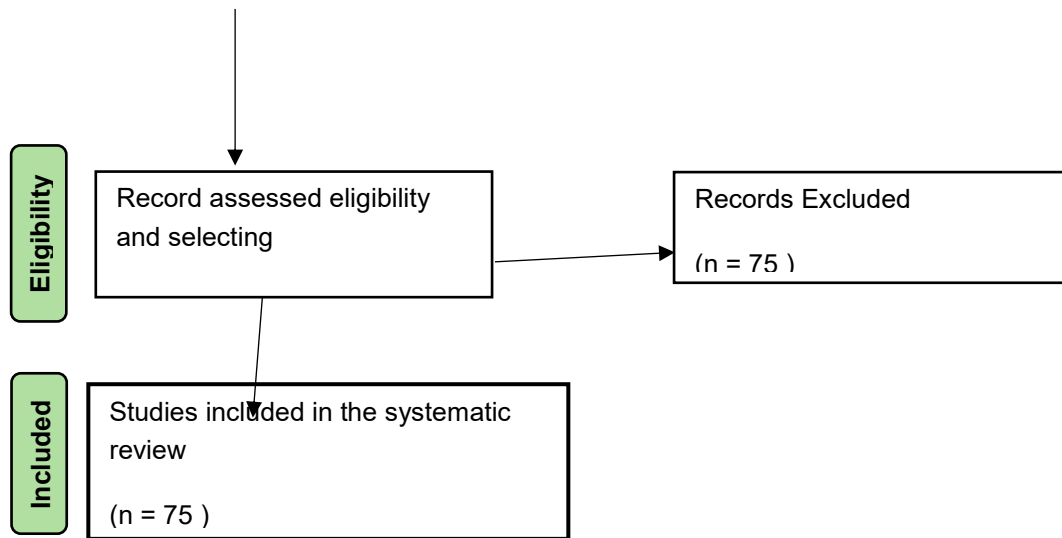 Eligibility
Record assessed eligibility
and selecting
Records Excluded
(n = 75 )
Included
Studies included in the systematic
review
(n = 75 )